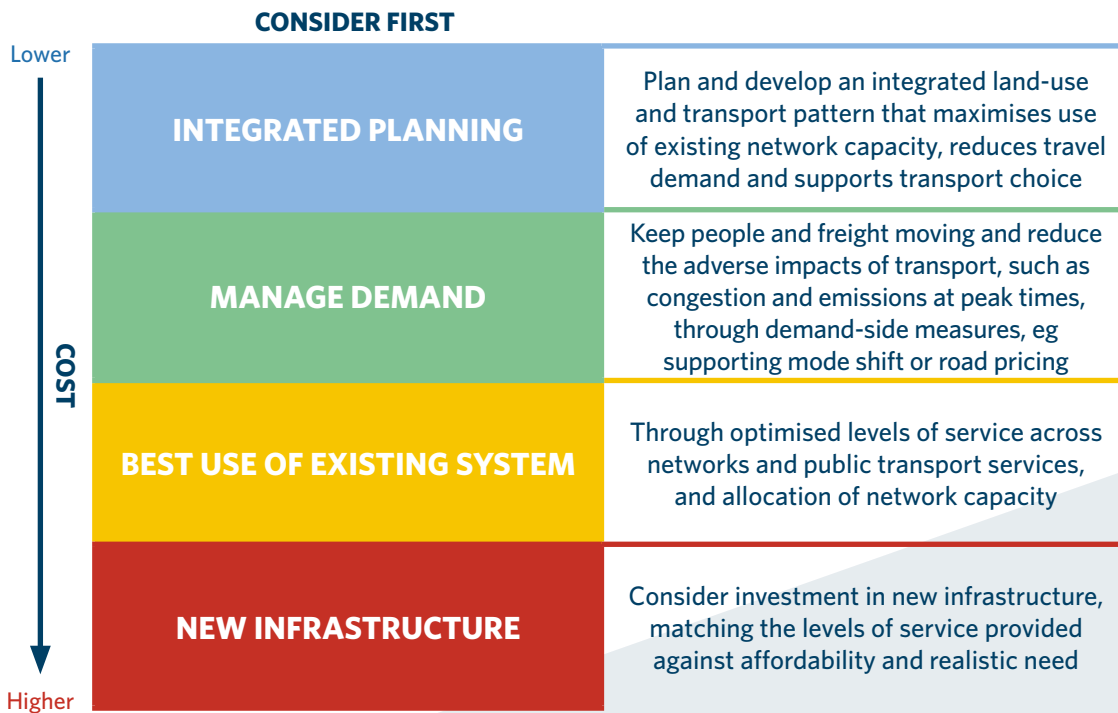 CONSIDER FIRST
Lower
INTEGRATED PLANNING
Plan and develop an integrated land-use
and transport pattern that maximises use
of existing network capacity, reduces travel
demand and supports transport choice
MANAGE DEMAND
Keep people and freight moving and reduce
the adverse impacts of transport, such as
congestion and emissions at peak times,
through demand-side measures, eg
supporting mode shift or road pricing
COST
BEST USE OF EXISTING SYSTEM
Through optimised levels of service across
networks and public transport services,
and allocation of network capacity
NEW INFRASTRUCTURE
Consider investment in new infrastructure,
matching the levels of service provided
against affordability and realistic need
Higher